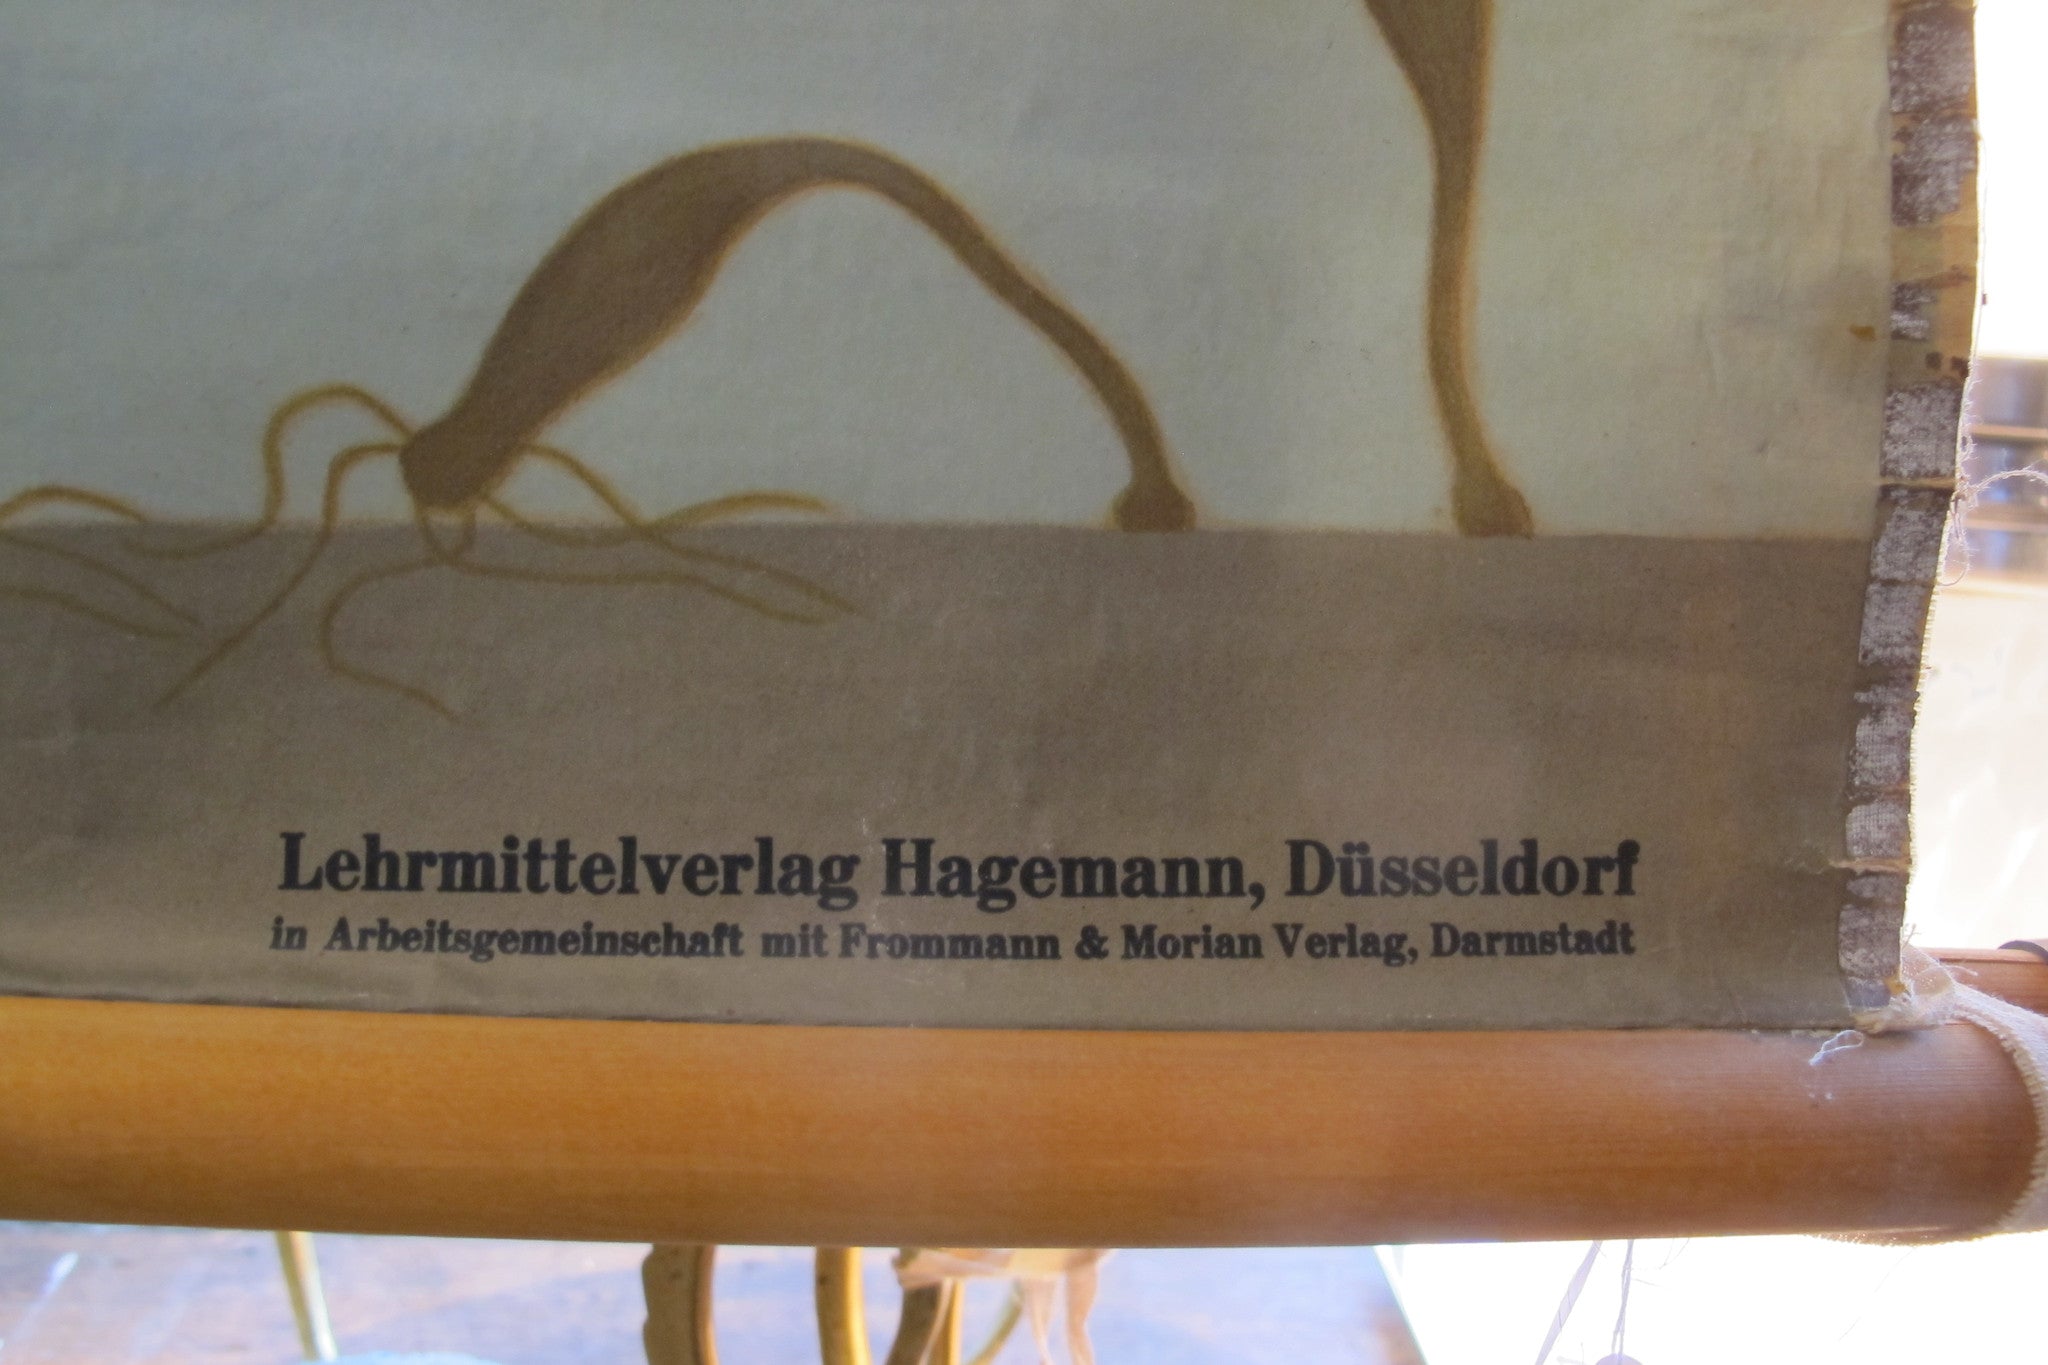 Lehrmittelverlag Hagemann, Düsseldorf
in Arbeitsgemeinschaft mit Frommann & Morian Verlag, Darmstadt